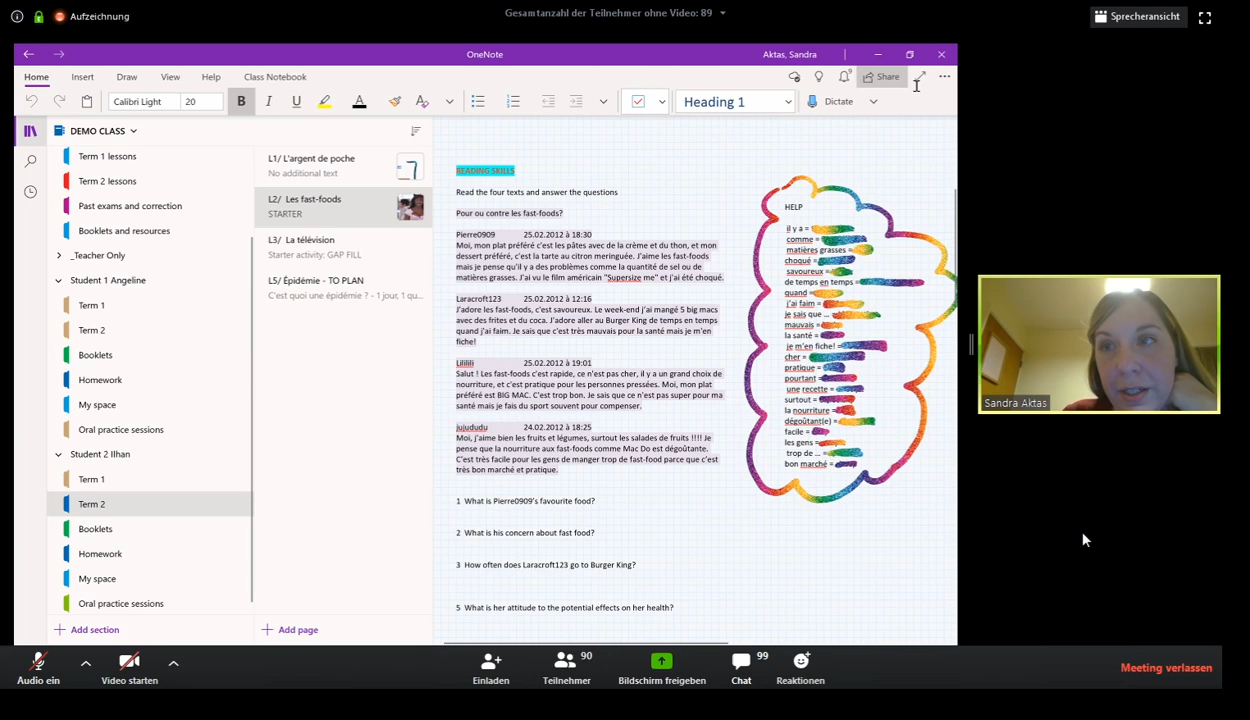 Aufzeichnung
Gesamtanzahl der Teilnehmer ohne Video: 89
Sprecheransicht
OneNote
Aktas, Sandra
Home Insert Draw View Help Class Notebook
Share
Calibri Light 20 B I U A
Heading 1
Dictate
DEMO CLASS
Term 1 lessons
Term 2 lessons
Past exams and correction
Booklets and resources
_Teacher Only
Student 1 Angeline
Term 1
Term 2
Booklets
Homework
My space
Oral practice sessions
Student 2 Ilhan
Term 1
Term 2
Booklets
Homework
My space
Oral practice sessions
Add section
L1/ L'argent de poche
No additional text
L2/ Les fast-foods
STARTER
L3/ La télévision
Starter activity: GAP FILL
L5/ Épidémie - TO PLAN
C'est quoi une épidémie ? - 1 jour, 1 qu...
Add page
READING SKILLS
Read the four texts and answer the questions
Pour ou contre les fast-foods?
Pierre0909 25.02.2012 à 18:30
Moi, mon plat préféré c'est les pâtes avec de la crème et du thon, et mon
dessert préféré, c'est la tarte au citron meringuée. J'aime les fast-foods
mais je pense qu'il y a des problèmes comme la quantité de sel ou de
matières grasses. J'ai vu le film américain "Supersize me" et j'ai été choqué.
Laracroft123 25.02.2012 à 12:16
J'adore les fast-foods, c'est savoureux. Le week-end j'ai mangé 5 big macs
avec des frites et du coca. J'adore aller au Burger King de temps en temps
quand j'ai faim. Je sais que c'est très mauvais pour la santé mais je m'en
fiche!
Lililili 25.02.2012 à 19:01
Salut ! Les fast-foods c'est rapide, ce n'est pas cher, il y a un grand choix de
nourriture, et c'est pratique pour les personnes pressées. Moi, mon plat
préféré est BIG MAC. C'est trop bon. Je sais que ce n'est pas super pour ma
santé mais je fais du sport souvent pour compenser.
jujududu 24.02.2012 à 18:25
Moi, j'aime bien les fruits et légumes, surtout les salades de fruits !!!! Je
pense que la nourriture aux fast-foods comme Mac Do est dégoûtante.
C'est très facile pour les gens de manger trop de fast-food parce que c'est
très bon marché et pratique.
1 What is Pierre0909's favourite food?
2 What is his concern about fast food?
3 How often does Laracroft123 go to Burger King?
5 What is her attitude to the potential effects on her health?
HELP
il y a =
comme =
matières grasses =
choqué =
savoureux =
de temps en temps =
quand =
j'ai faim =
je sais que ... =
mauvais =
la santé =
je m'en fiche! =
cher =
pratique =
pourtant =
une recette =
surtout =
la nourriture =
dégoûtant(e) =
facile =
les gens =
trop de ... =
bon marché =
Sandra Aktas
Audio ein
Video starten
Einladen
90
Teilnehmer
Bildschirm freigeben
99
Chat
Reaktionen
Meeting verlassen